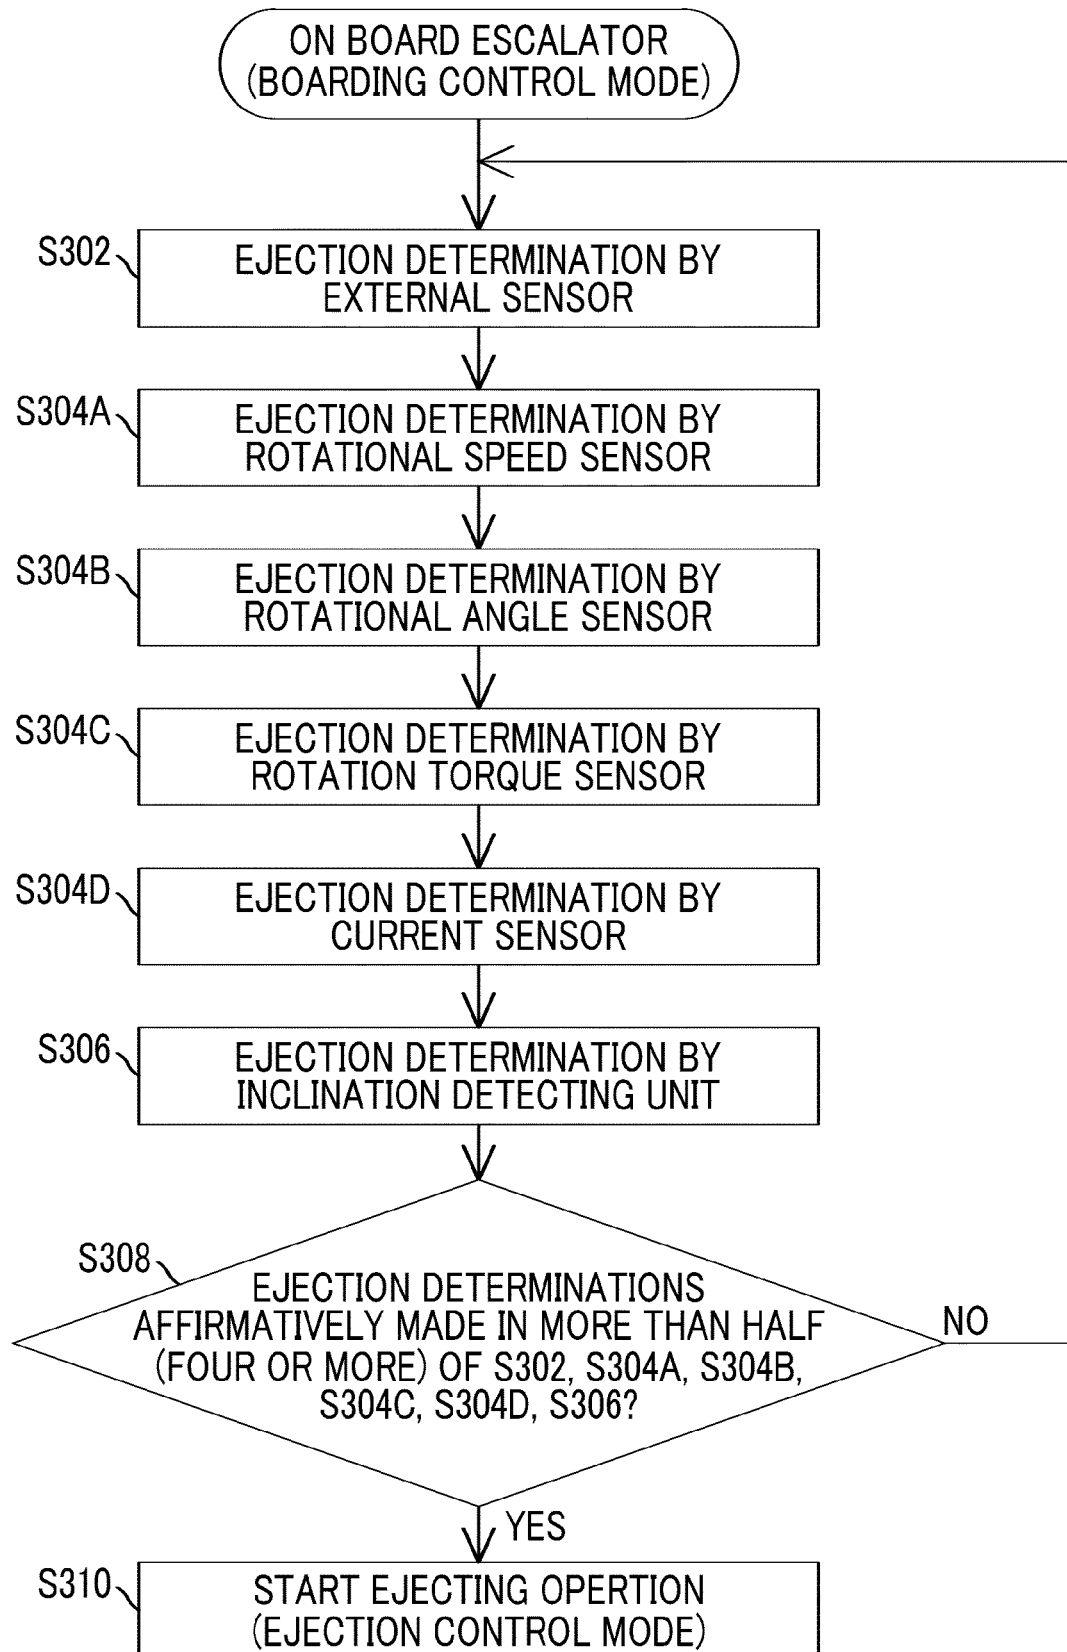 ON BOARD ESCALATOR
(BOARDING CONTROL MODE)
S302
EJECTION DETERMINATION BY
EXTERNAL SENSOR
S304A
EJECTION DETERMINATION BY
ROTATIONAL SPEED SENSOR
S304B
EJECTION DETERMINATION BY
ROTATIONAL ANGLE SENSOR
S304C
EJECTION DETERMINATION BY
ROTATION TORQUE SENSOR
S304D
EJECTION DETERMINATION BY
CURRENT SENSOR
S306
EJECTION DETERMINATION BY
INCLINATION DETECTING UNIT
S308
EJECTION DETERMINATIONS
AFFIRMATIVELY MADE IN MORE THAN HALF
(FOUR OR MORE) OF S302, S304A, S304B,
S304C, S304D, S306?
NO
YES
S310
START EJECTING OPERTION
(EJECTION CONTROL MODE)